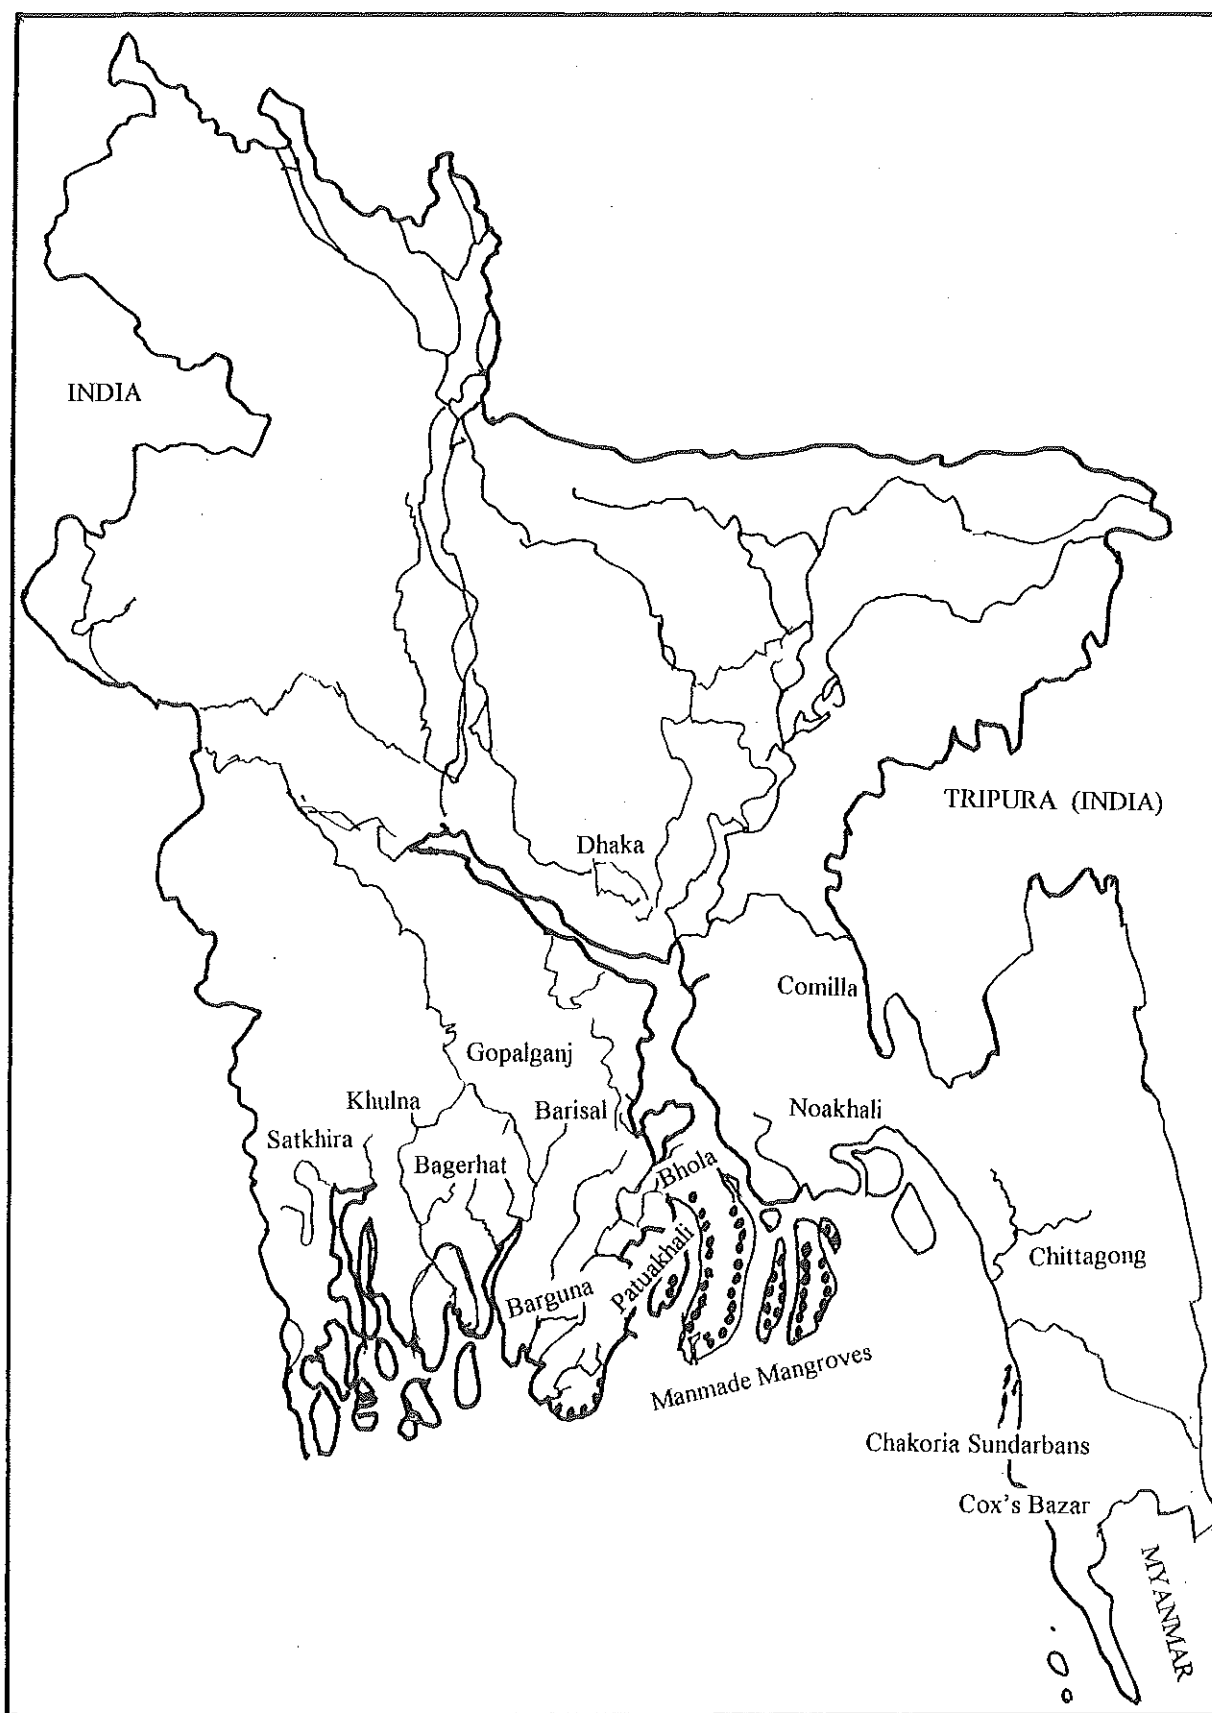 INDIA
TRIPURA (INDIA)
Dhaka
Comilla
Gopalganj
Khulna
Barisal
Noakhali
Satkhira
Bagerhat
Bhola
Patuakhali
Chittagong
Barguna
Manmade Mangroves
Chakoria Sundarbans
Cox's Bazar
MYANMAR